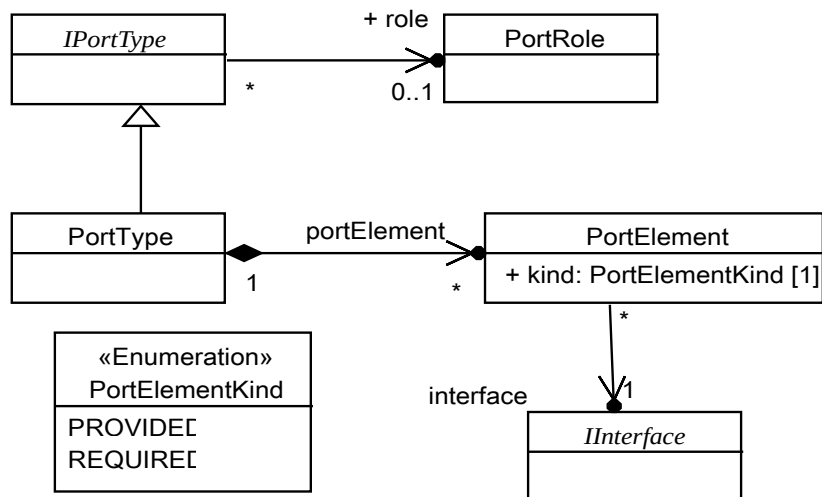 + role
IPortType
PortRole
*
0..1
PortType
portElement
PortElement
1
*
+ kind: PortElementKind [1]
*
«Enumeration»
PortElementKind
PROVIDED
REQUIRED
interface
1
IInterface